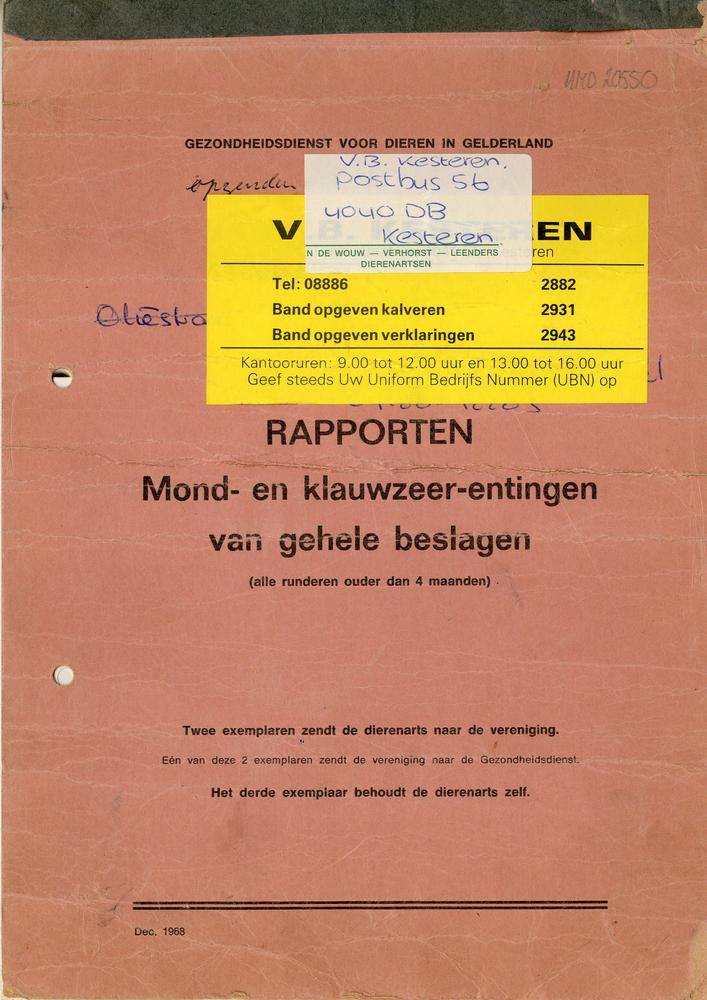 UMD 20550
GEZONDHEIDSDIENST VOOR DIEREN IN GELDERLAND
opzenden
V.B. Kesteren.
Postbus 56
4040 DB
Kesteren
N DE WOUW — VERHORST — LEENDERS
DIERENARTSEN
V.B. EREN
esteren
Tel: 08886 2882
Band opgeven kalveren 2931
Band opgeven verklaringen 2943
Kantooruren: 9.00 tot 12.00 uur en 13.00 tot 16.00 uur
Geef steeds Uw Uniform Bedrijfs Nummer (UBN) op
RAPPORTEN
Mond- en klauwzeer-entingen
van gehele beslagen
(alle runderen ouder dan 4 maanden)
Twee exemplaren zendt de dierenarts naar de vereniging.
Eén van deze 2 exemplaren zendt de vereniging naar de Gezondheidsdienst.
Het derde exemplaar behoudt de dierenarts zelf.
Dec. 1968